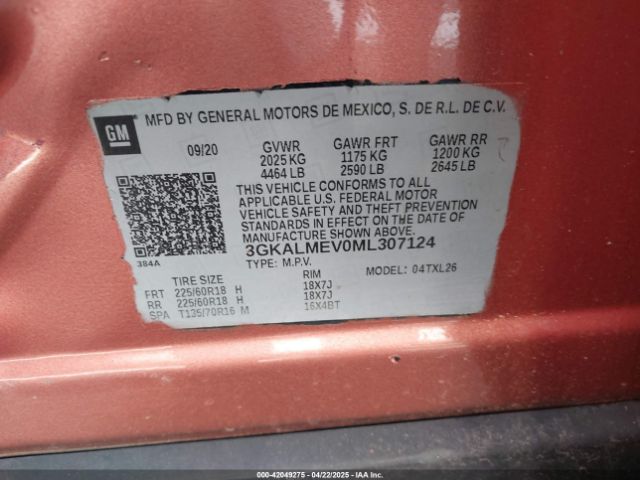 GM
MFD BY GENERAL MOTORS DE MEXICO, S. DE R.L. DE C.V.
09/20 GVWR GAWR FRT GAWR RR
2025 KG 1175 KG 1200 KG
4464 LB 2590 LB 2645 LB
THIS VEHICLE CONFORMS TO ALL
APPLICABLE U.S. FEDERAL MOTOR
VEHICLE SAFETY AND THEFT PREVENTION
STANDARDS IN EFFECT ON THE DATE OF
MANUFACTURE SHOWN ABOVE.
3GKALMEV0ML307124
384A
TYPE: M.P.V. MODEL: 04TXL26
TIRE SIZE RIM
FRT 225/60R18 H 18X7J
RR 225/60R18 H 18X7J
SPA T135/70R16 M 16X4BT
000-42049275 - 04/22/2025 - IAAI.COM